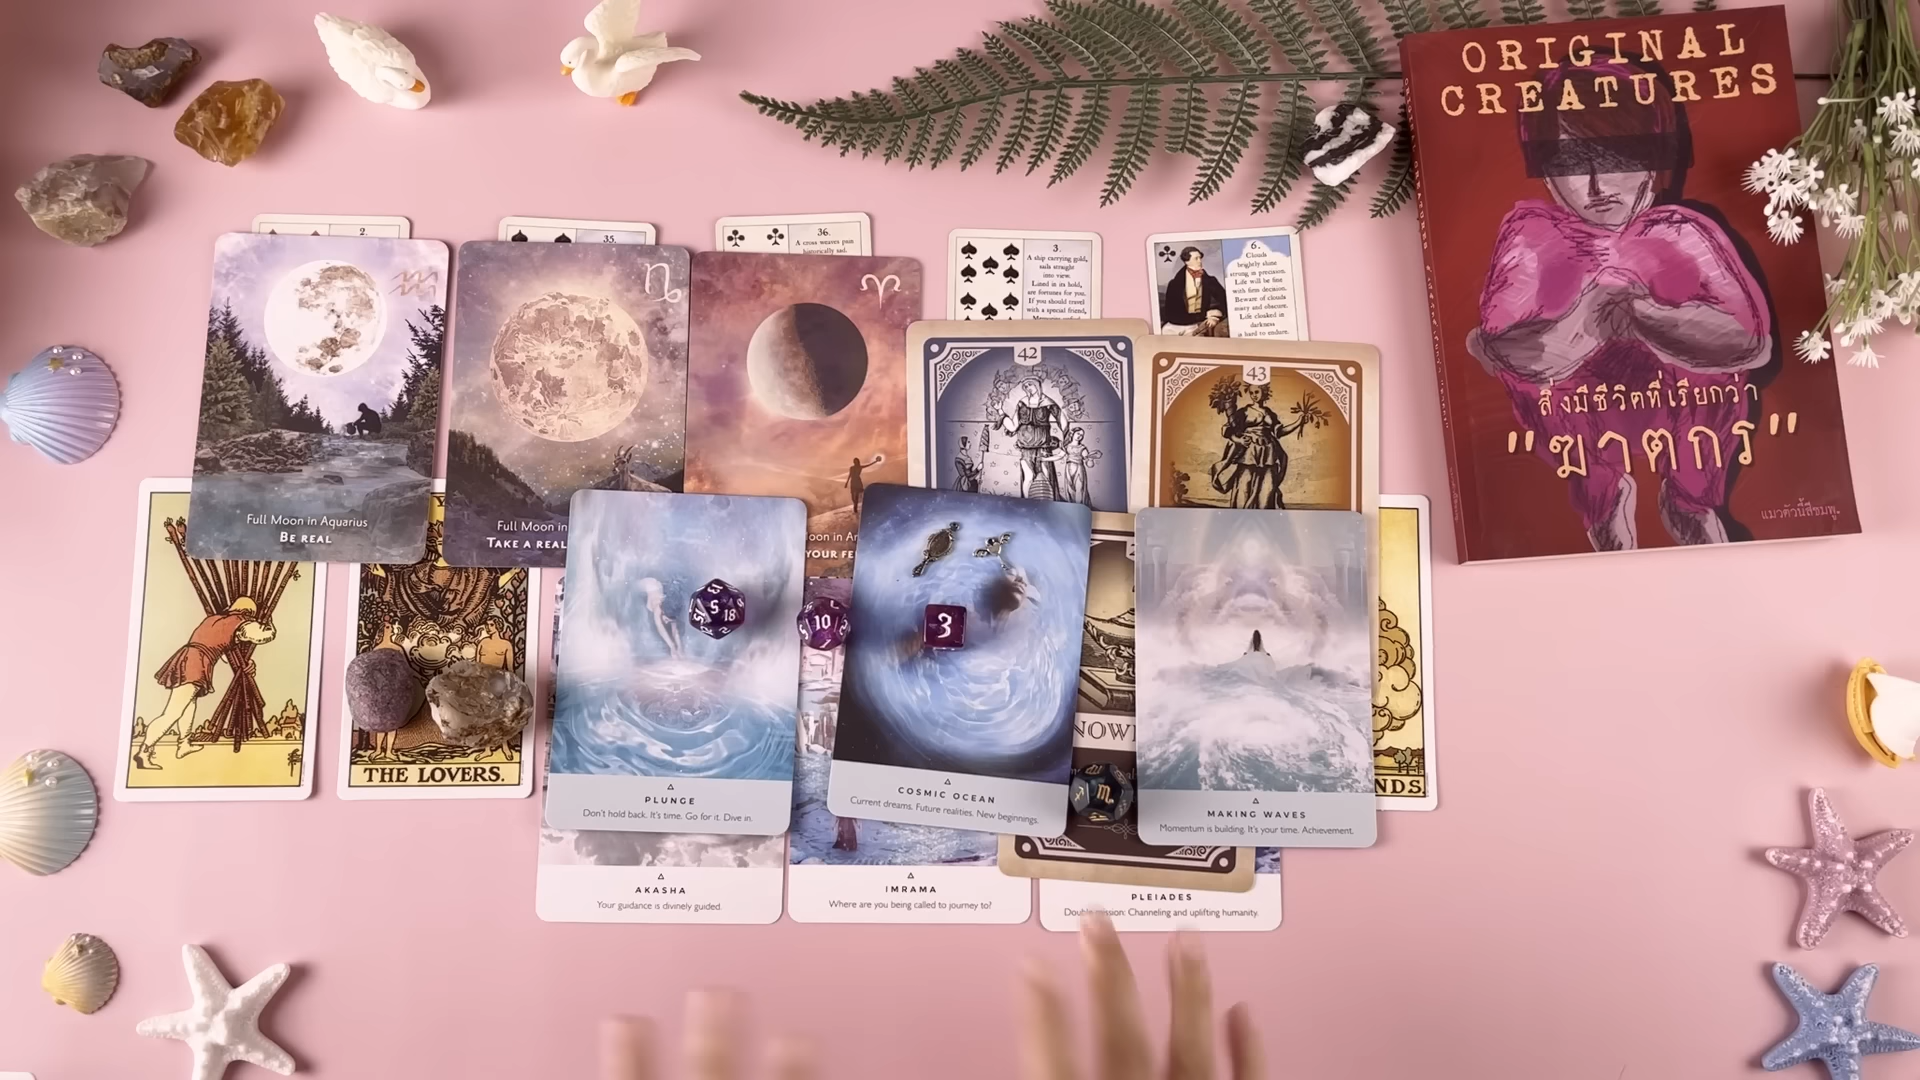 ORIGINAL
CREATURES
สิ่งมีชีวิตที่เรียกว่า
"ฆาตกร"
แมวตัวนี้สีชมพู.
2.
35.
36.
A cross weaves pain
historically sad.
3.
A ship carrying gold,
sails straight
into view.
Lined in its hold,
are fortunes for you.
If you should travel
with a special friend,
6.
Clouds
brightly shine
strong in precision.
Life will be fine
with firm decision.
Beware of clouds
scary and obscure.
Life cloaked in
darkness
is hard to endure.
42
43
Full Moon in Aquarius
BE REAL
Full Moon in
TAKE A REAL
Moon in
YOUR
THE LOVERS.
5
18
13
10
3
NOW
NDS.
PLUNGE
Don't hold back. It's time. Go for it. Dive in.
COSMIC OCEAN
Current dreams. Future realities. New beginnings.
MAKING WAVES
Momentum is building. It's your time. Achievement.
AKASHA
Your guidance is divinely guided.
IMRAMA
Where are you being called to journey to?
PLEIADES
Double mission: Channeling and uplifting humanity.